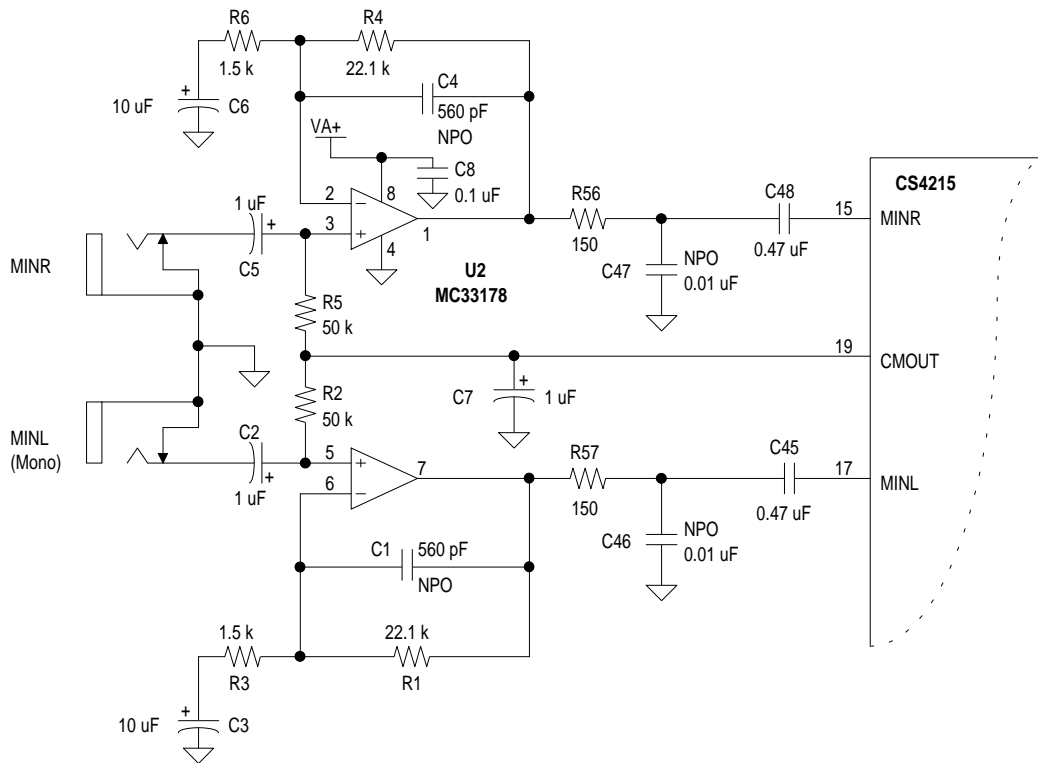 R6
R4
1.5 k
22.1 k
10 uF
+
C6
C4
560 pF
NPO
VA+
C8
0.1 uF
1 uF
+
C5
2
3
8
4
1
−
+
U2
MC33178
R56
150
C47
NPO
0.01 uF
C48
0.47 uF
15
CS4215
MINR
MINR
R5
50 k
19
CMOUT
R2
50 k
C7
+
1 uF
MINL
(Mono)
C2
+
1 uF
5
6
7
+
−
R57
150
C46
NPO
0.01 uF
C45
0.47 uF
17
MINL
C1
560 pF
NPO
1.5 k
22.1 k
R3
R1
10 uF
+
C3